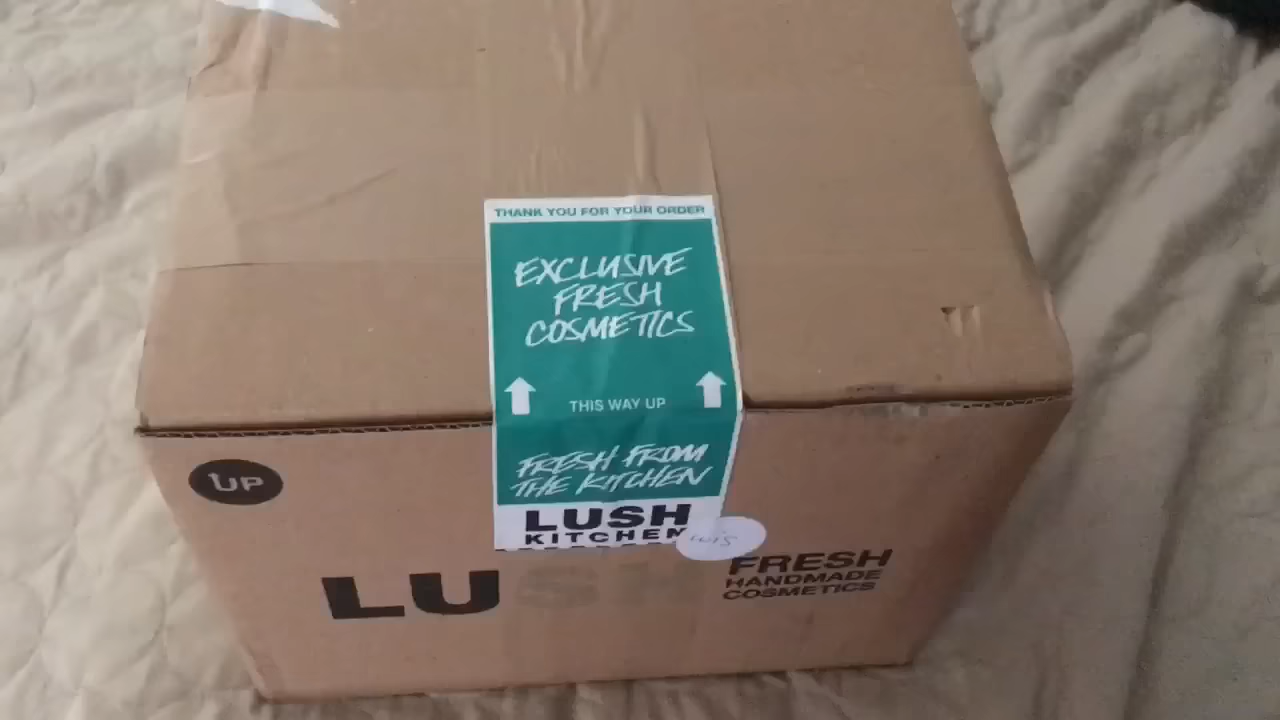 THANK YOU FOR YOUR ORDER
EXCLUSIVE
FRESH
COSMETICS
THIS WAY UP
FRESH FROM
THE KITCHEN
LUSH
KITCHEN
UP
LUSH
FRESH
HANDMADE
COSMETICS